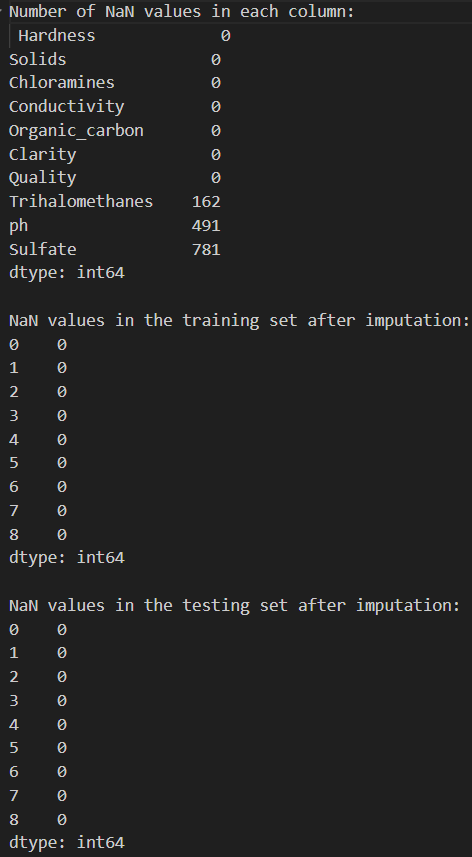 Number of NaN values in each column:
 Hardness             0
Solids               0
Chloramines          0
Conductivity         0
Organic_carbon       0
Clarity              0
Quality              0
Trihalomethanes    162
ph                 491
Sulfate            781
dtype: int64

NaN values in the training set after imputation:
0    0
1    0
2    0
3    0
4    0
5    0
6    0
7    0
8    0
dtype: int64

NaN values in the testing set after imputation:
0    0
1    0
2    0
3    0
4    0
5    0
6    0
7    0
8    0
dtype: int64